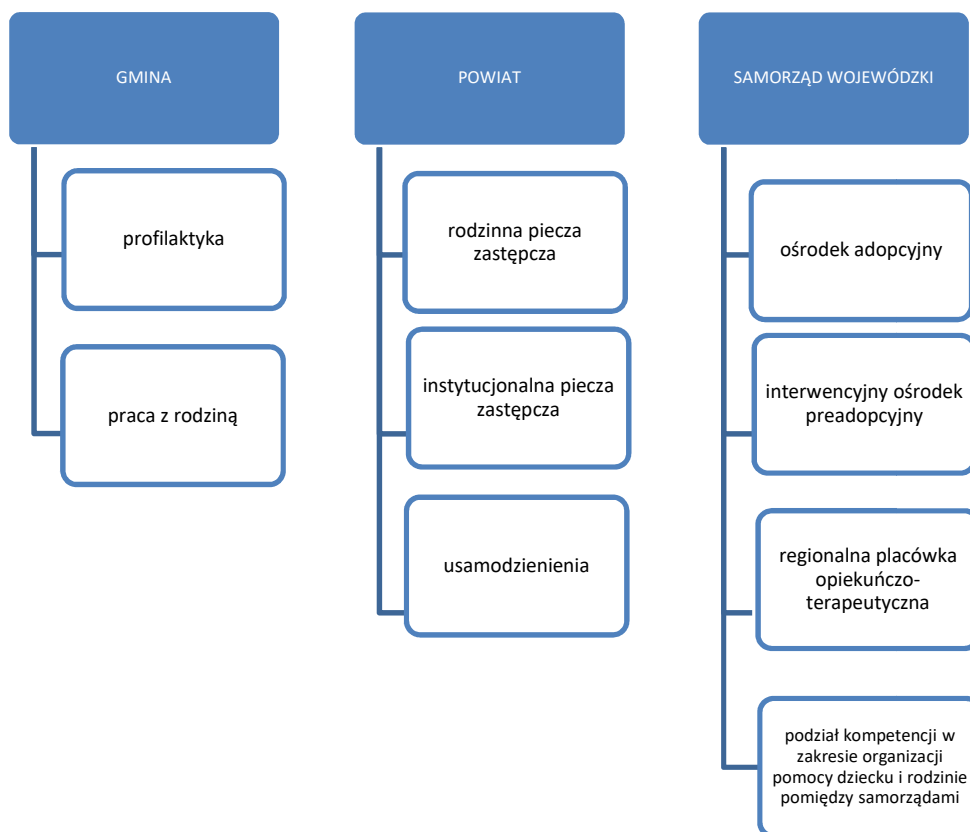 GMINA
profilaktyka
praca z rodziną
POWIAT
rodzinna piecza
zastępcza
instytucjonalna piecza
zastępcza
usamodzienienia
SAMORZĄD WOJEWÓDZKI
ośrodek adopcyjny
interwencyjny ośrodek
preadopcyjny
regionalna placówka
opiekuńczo-
terapeutyczna
podział kompetencji w
zakresie organizacji
pomocy dziecku i rodzinie
pomiędzy samorządami